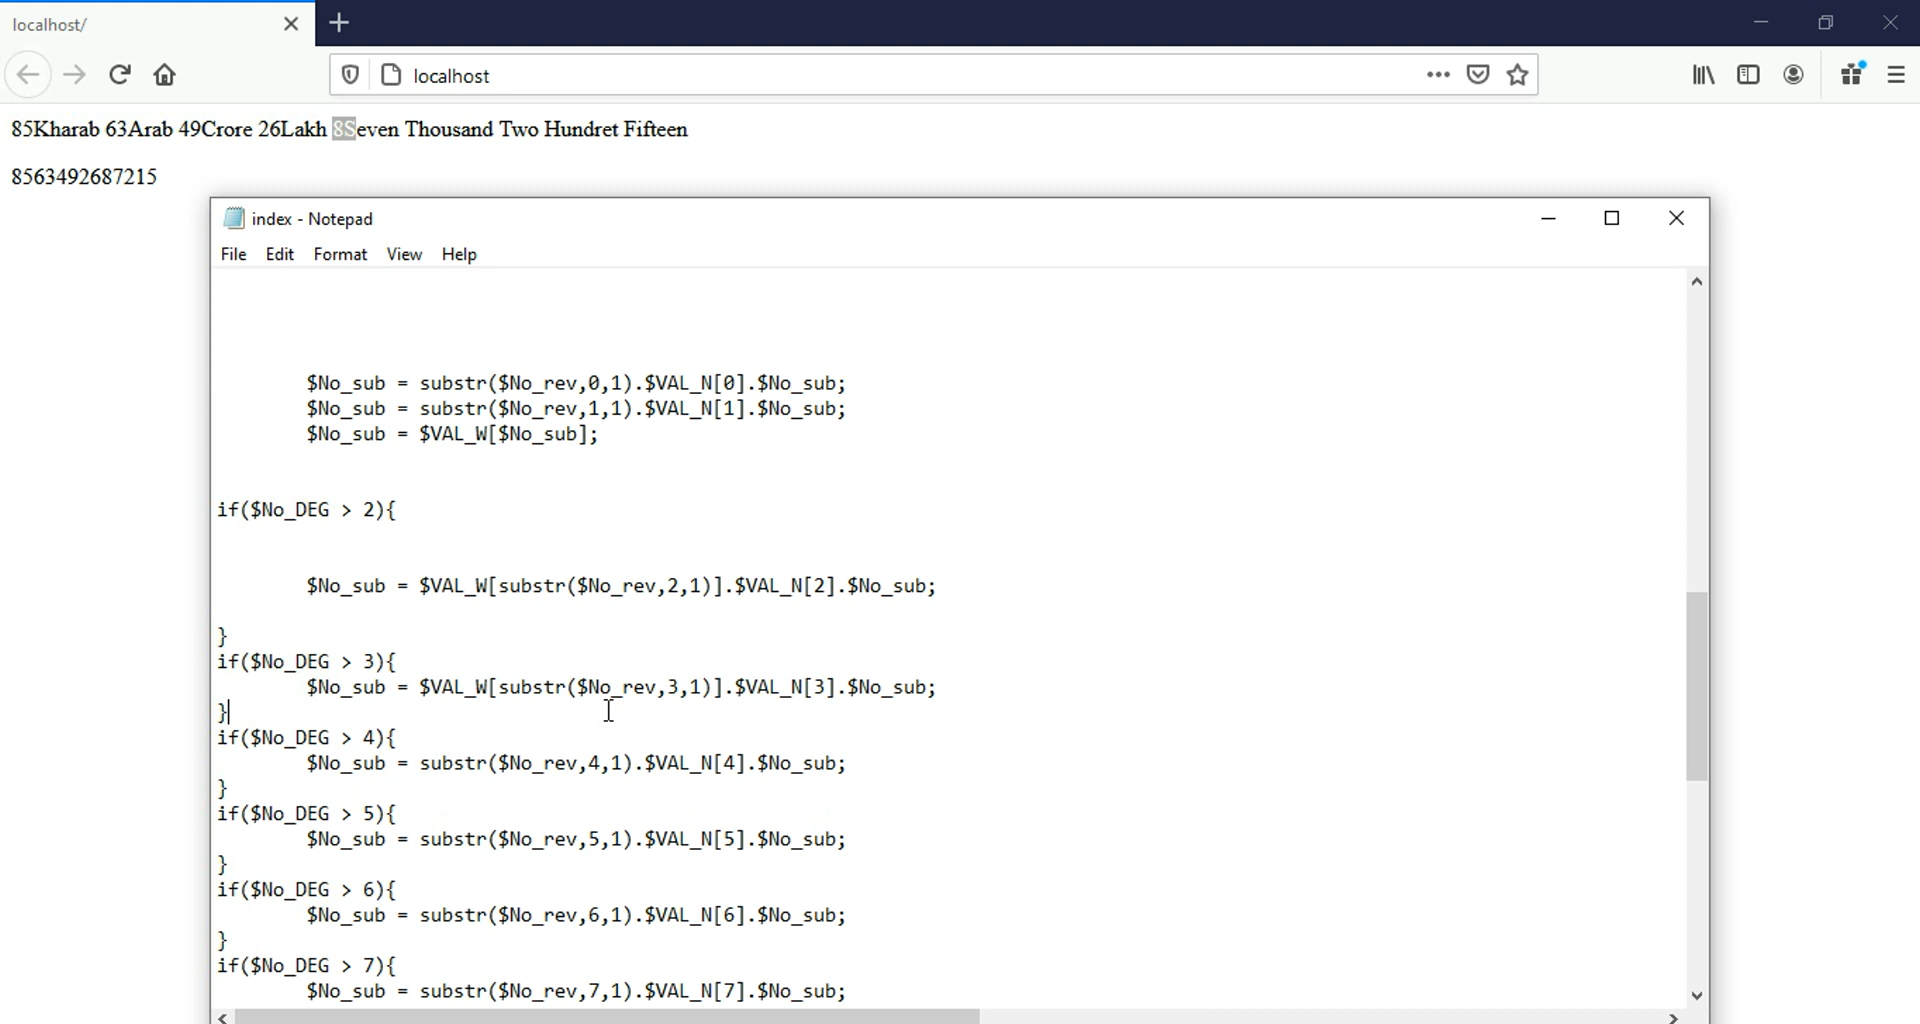 localhost/
localhost
85Kharab 63Arab 49Crore 26Lakh 8Seven Thousand Two Hundret Fifteen
8563492687215
index - Notepad
File Edit Format View Help
$No_sub = substr($No_rev,0,1).$VAL_N[0].$No_sub;
$No_sub = substr($No_rev,1,1).$VAL_N[1].$No_sub;
$No_sub = $VAL_W[$No_sub];
if($No_DEG > 2){
$No_sub = $VAL_W[substr($No_rev,2,1)].$VAL_N[2].$No_sub;
}
if($No_DEG > 3){
$No_sub = $VAL_W[substr($No_rev,3,1)].$VAL_N[3].$No_sub;
}
if($No_DEG > 4){
$No_sub = substr($No_rev,4,1).$VAL_N[4].$No_sub;
}
if($No_DEG > 5){
$No_sub = substr($No_rev,5,1).$VAL_N[5].$No_sub;
}
if($No_DEG > 6){
$No_sub = substr($No_rev,6,1).$VAL_N[6].$No_sub;
}
if($No_DEG > 7){
$No_sub = substr($No_rev,7,1).$VAL_N[7].$No_sub;